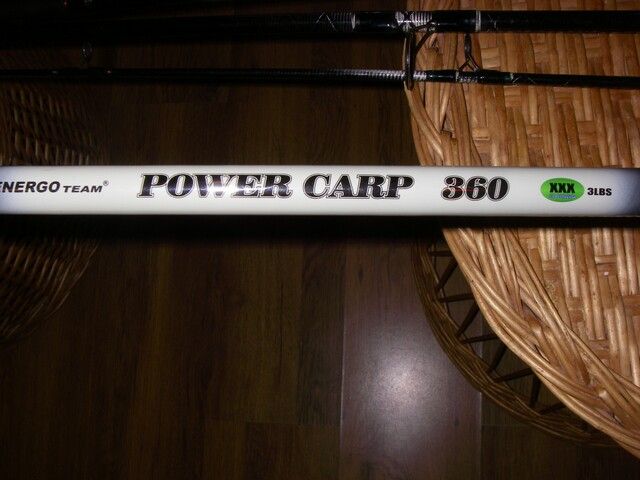 ENERGO TEAM® POWER CARP 360 XXX 3LBS